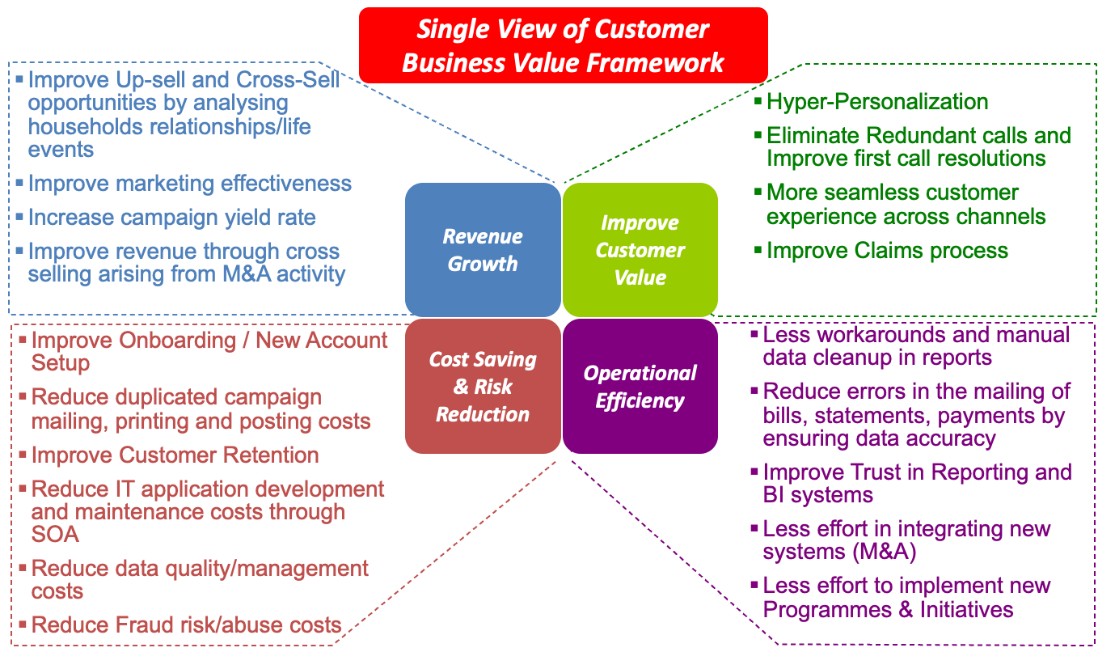 Single View of Customer
Business Value Framework
▪ Improve Up-sell and Cross-Sell
opportunities by analysing
households relationships/life
events
▪ Improve marketing effectiveness
▪ Increase campaign yield rate
▪ Improve revenue through cross
selling arising from M&A activity
Revenue
Growth
Improve
Customer
Value
▪ Hyper-Personalization
▪ Eliminate Redundant calls and
Improve first call resolutions
▪ More seamless customer
experience across channels
▪ Improve Claims process
▪ Improve Onboarding / New Account
Setup
▪ Reduce duplicated campaign
mailing, printing and posting costs
▪ Improve Customer Retention
▪ Reduce IT application development
and maintenance costs through
SOA
▪ Reduce data quality/management
costs
▪ Reduce Fraud risk/abuse costs
Cost Saving
& Risk
Reduction
Operational
Efficiency
▪ Less workarounds and manual
data cleanup in reports
▪ Reduce errors in the mailing of
bills, statements, payments by
ensuring data accuracy
▪ Improve Trust in Reporting and
BI systems
▪ Less effort in integrating new
systems (M&A)
▪ Less effort to implement new
Programmes & Initiatives